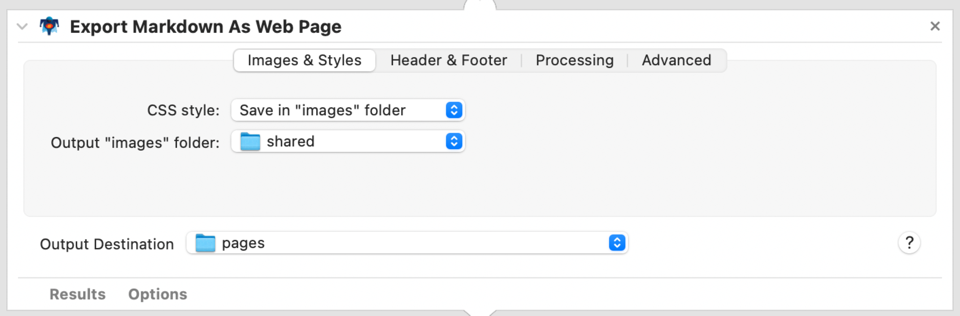 Export Markdown As Web Page
Images & Styles Header & Footer Processing Advanced
CSS style: Save in "images" folder
Output "images" folder: shared
Output Destination pages ?
Results Options